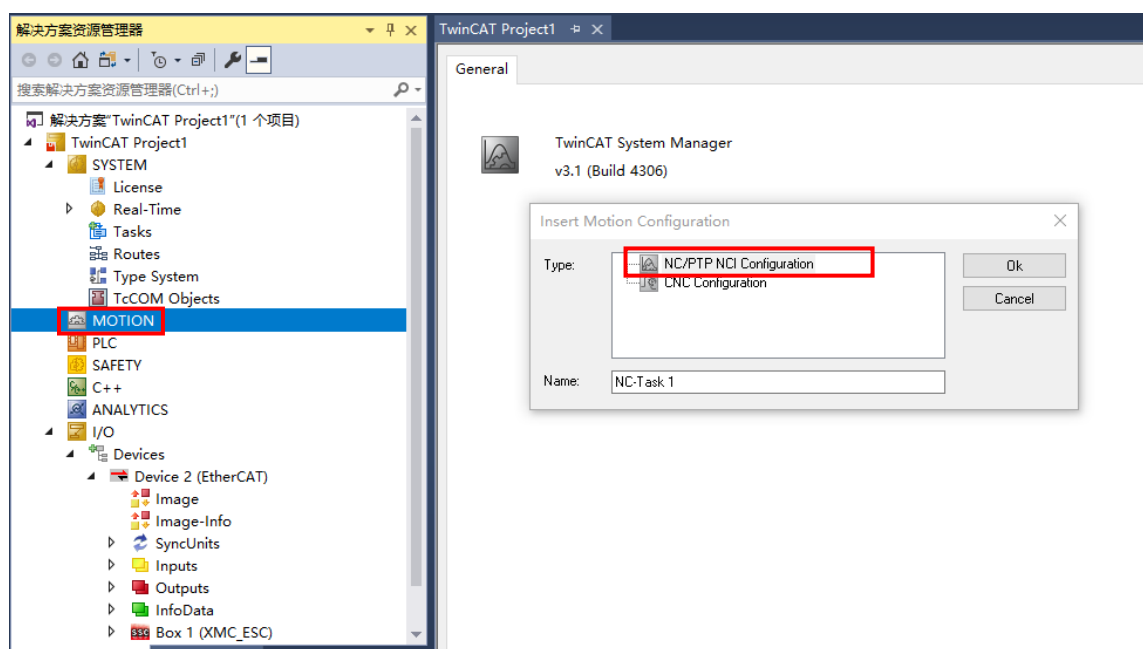 解决方案资源管理器
搜索解决方案资源管理器(Ctrl+;)
解决方案"TwinCAT Project1"(1 个项目)
TwinCAT Project1
SYSTEM
License
Real-Time
Tasks
Routes
Type System
TcCOM Objects
MOTION
PLC
SAFETY
C++
ANALYTICS
I/O
Devices
Device 2 (EtherCAT)
Image
Image-Info
SyncUnits
Inputs
Outputs
InfoData
Box 1 (XMC_ESC)
TwinCAT Project1
General
TwinCAT System Manager
v3.1 (Build 4306)
Insert Motion Configuration
Type:
NC/PTP NCI Configuration
CNC Configuration
Ok
Cancel
Name:
NC-Task 1